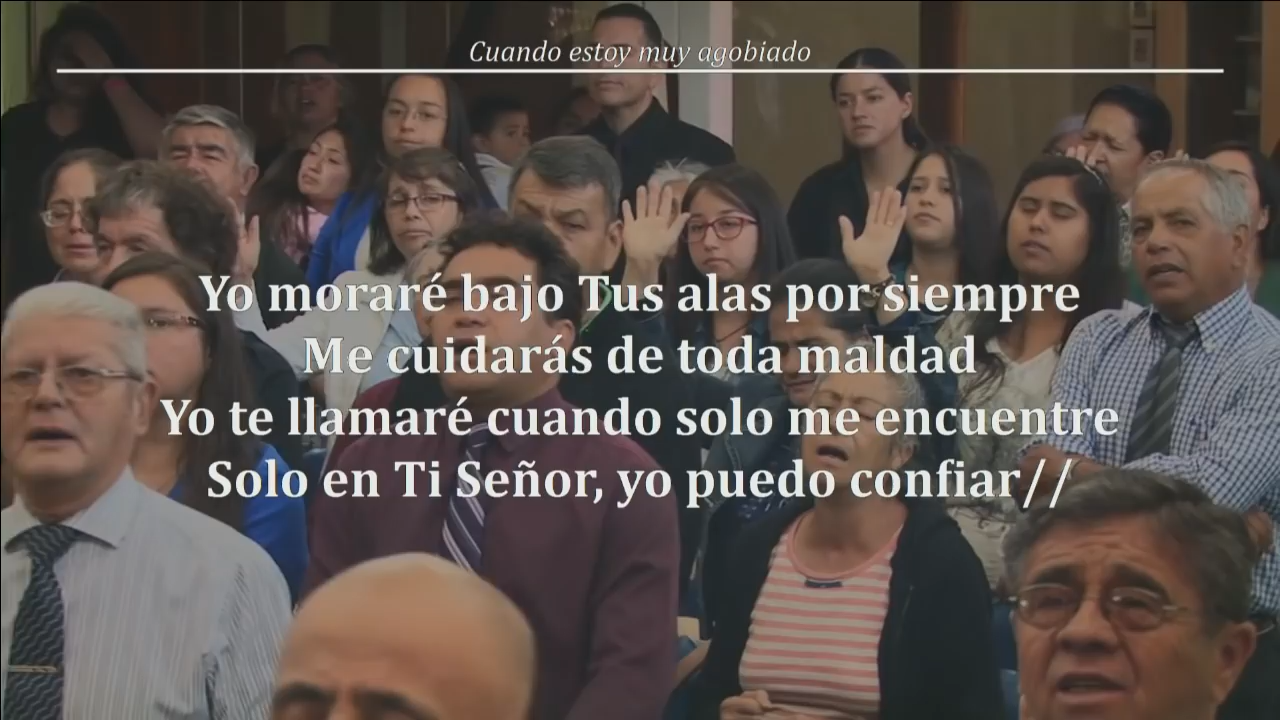 Cuando estoy muy agobiado
Yo moraré bajo Tus alas por siempre
Me cuidarás de toda maldad
Yo te llamaré cuando solo me encuentre
Solo en Ti Señor, yo puedo confiar//